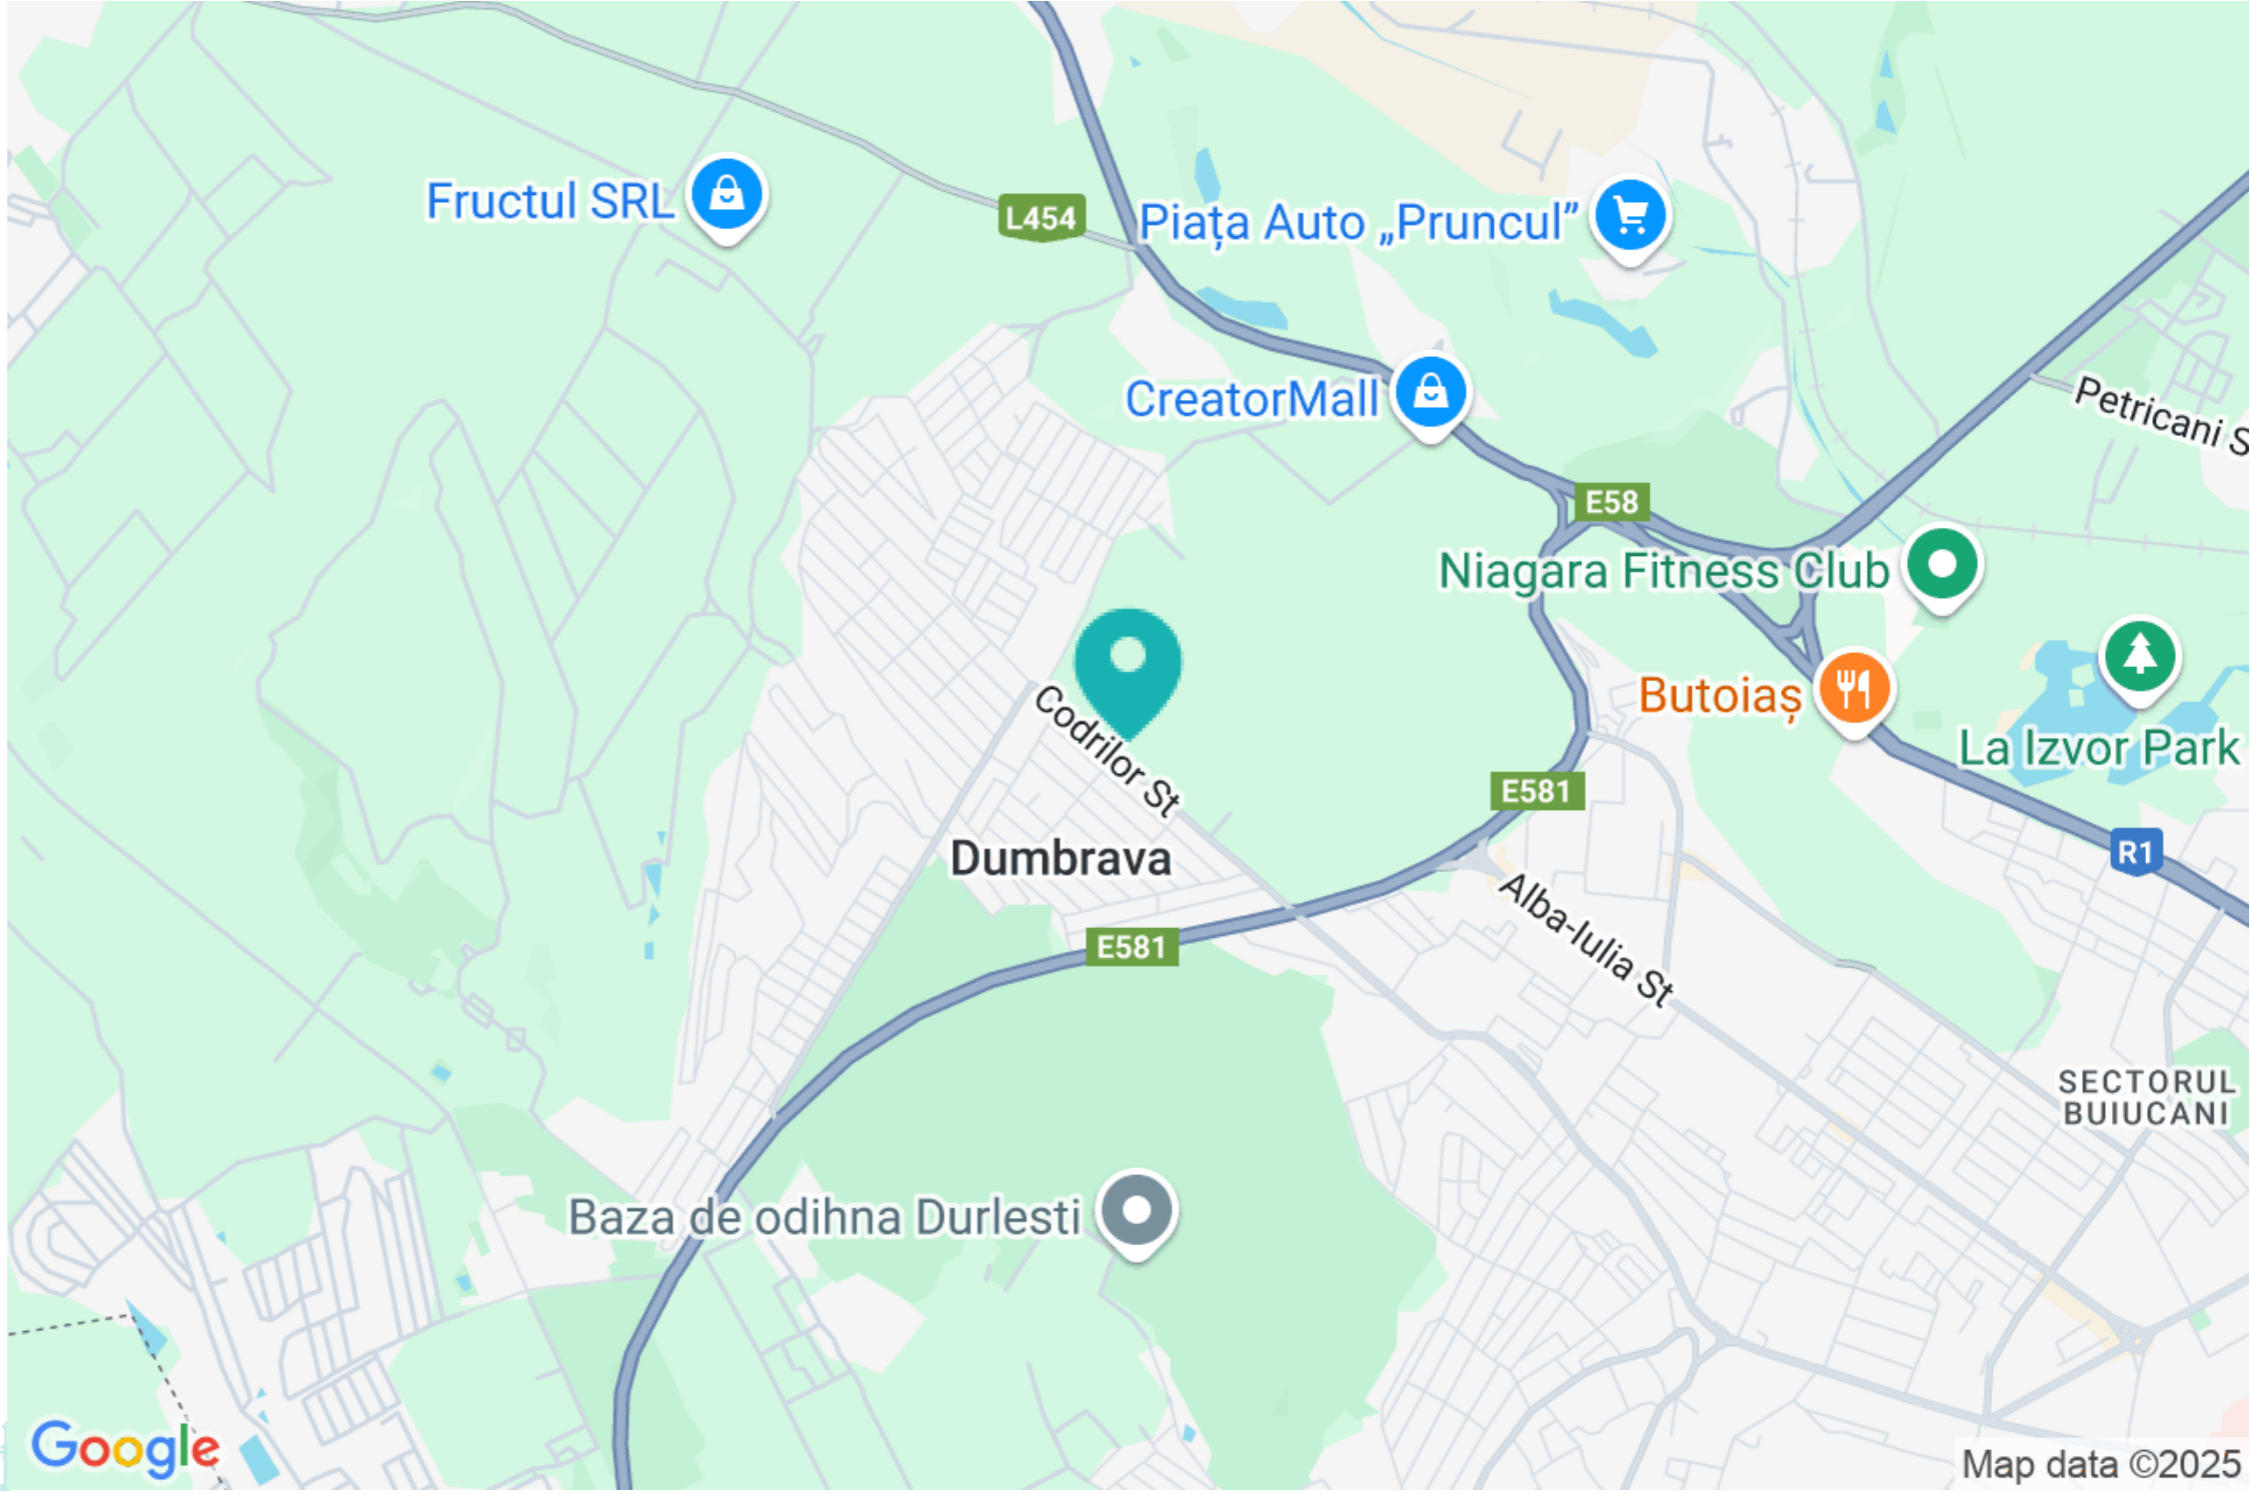 Fructul SRL
L454
Piața Auto „Pruncul”
CreatorMall
Petricani S
E58
Niagara Fitness Club
Butoiaș
La Izvor Park
Codrilor St
E581
R1
Dumbrava
Alba-Iulia St
E581
SECTORUL
BUIUCANI
Baza de odihna Durlesti
Google
Map data ©2025